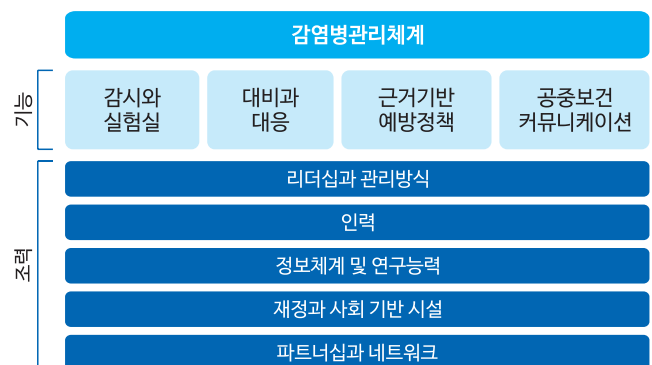 감염병관리체계
기능
감시와
실험실
대비과
대응
근거기반
예방정책
공중보건
커뮤니케이션
조력
리더십과 관리방식
인력
정보체계 및 연구능력
재정과 사회 기반 시설
파트너십과 네트워크